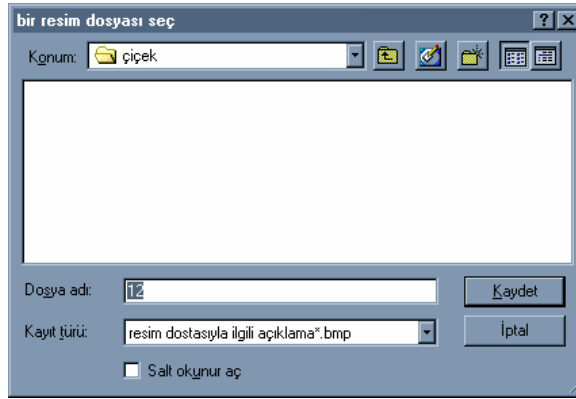 bir resim dosyası seç
Konum: çiçek
Dosya adı: 12 Kaydet
Kayıt türü: resim dostasıyla ilgili açıklama*.bmp İptal
Salt okunur aç